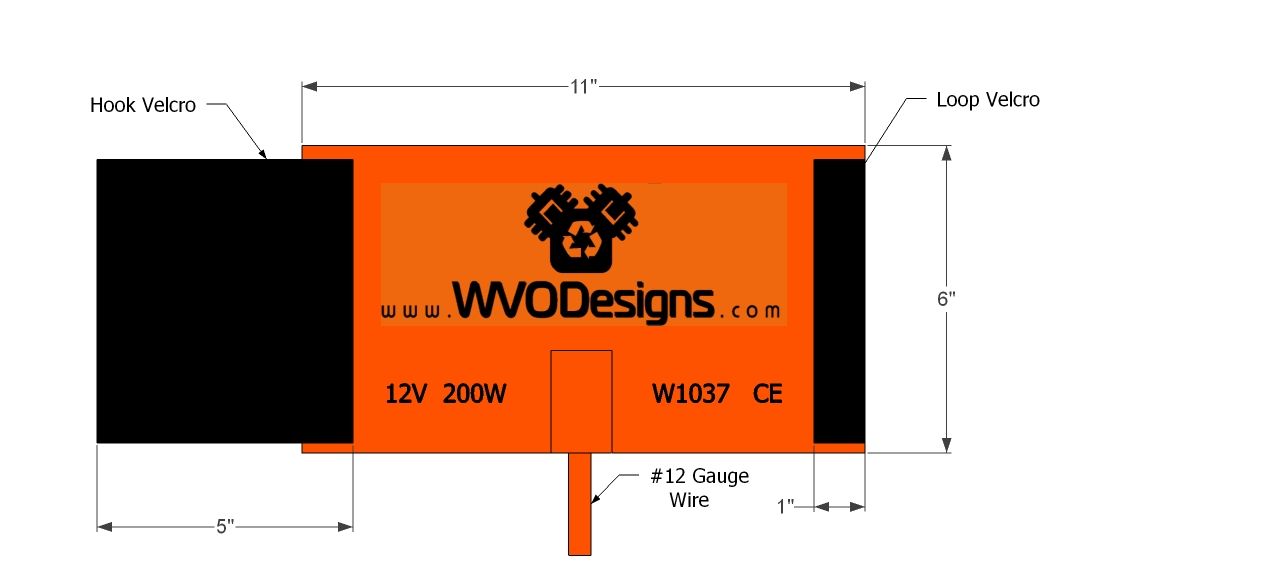 11"
Hook Velcro
Loop Velcro
www.WVODesigns.com
6"
12V 200W
W1037 CE
#12 Gauge
Wire
1"
5"